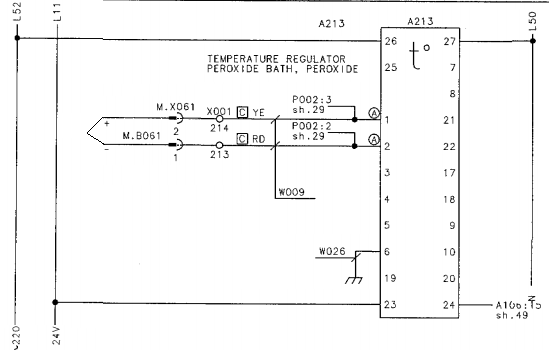 L52
L11
A213
A213
L50
26
27
t°
TEMPERATURE REGULATOR
PEROXIDE BATH, PEROXIDE
25
7
8
M.X061
X001
C YE
P002:3
sh.29
A
+
2
214
1
21
M.B061
C RD
P002:2
sh.29
A
-
1
213
2
22
3
17
W009
4
18
5
9
W026
6
10
19
20
23
24
A106:15
sh.49
N
24V